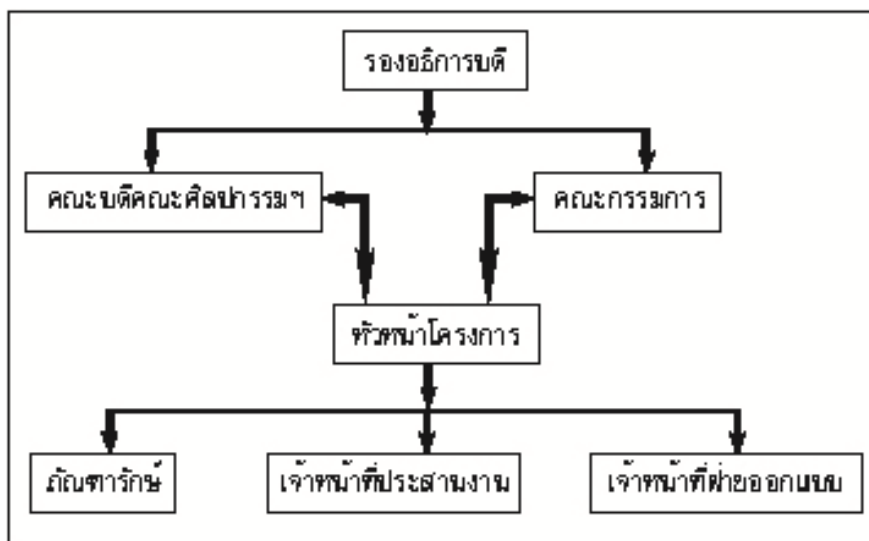 รองอธิการบดี
คณะบดีคณะศิลปกรรมฯ
คณะกรรมการ
หัวหน้าโครงการ
ภัณฑารักษ์
เจ้าหน้าที่ประสานงาน
เจ้าหน้าที่ฝ่ายออกแบบ